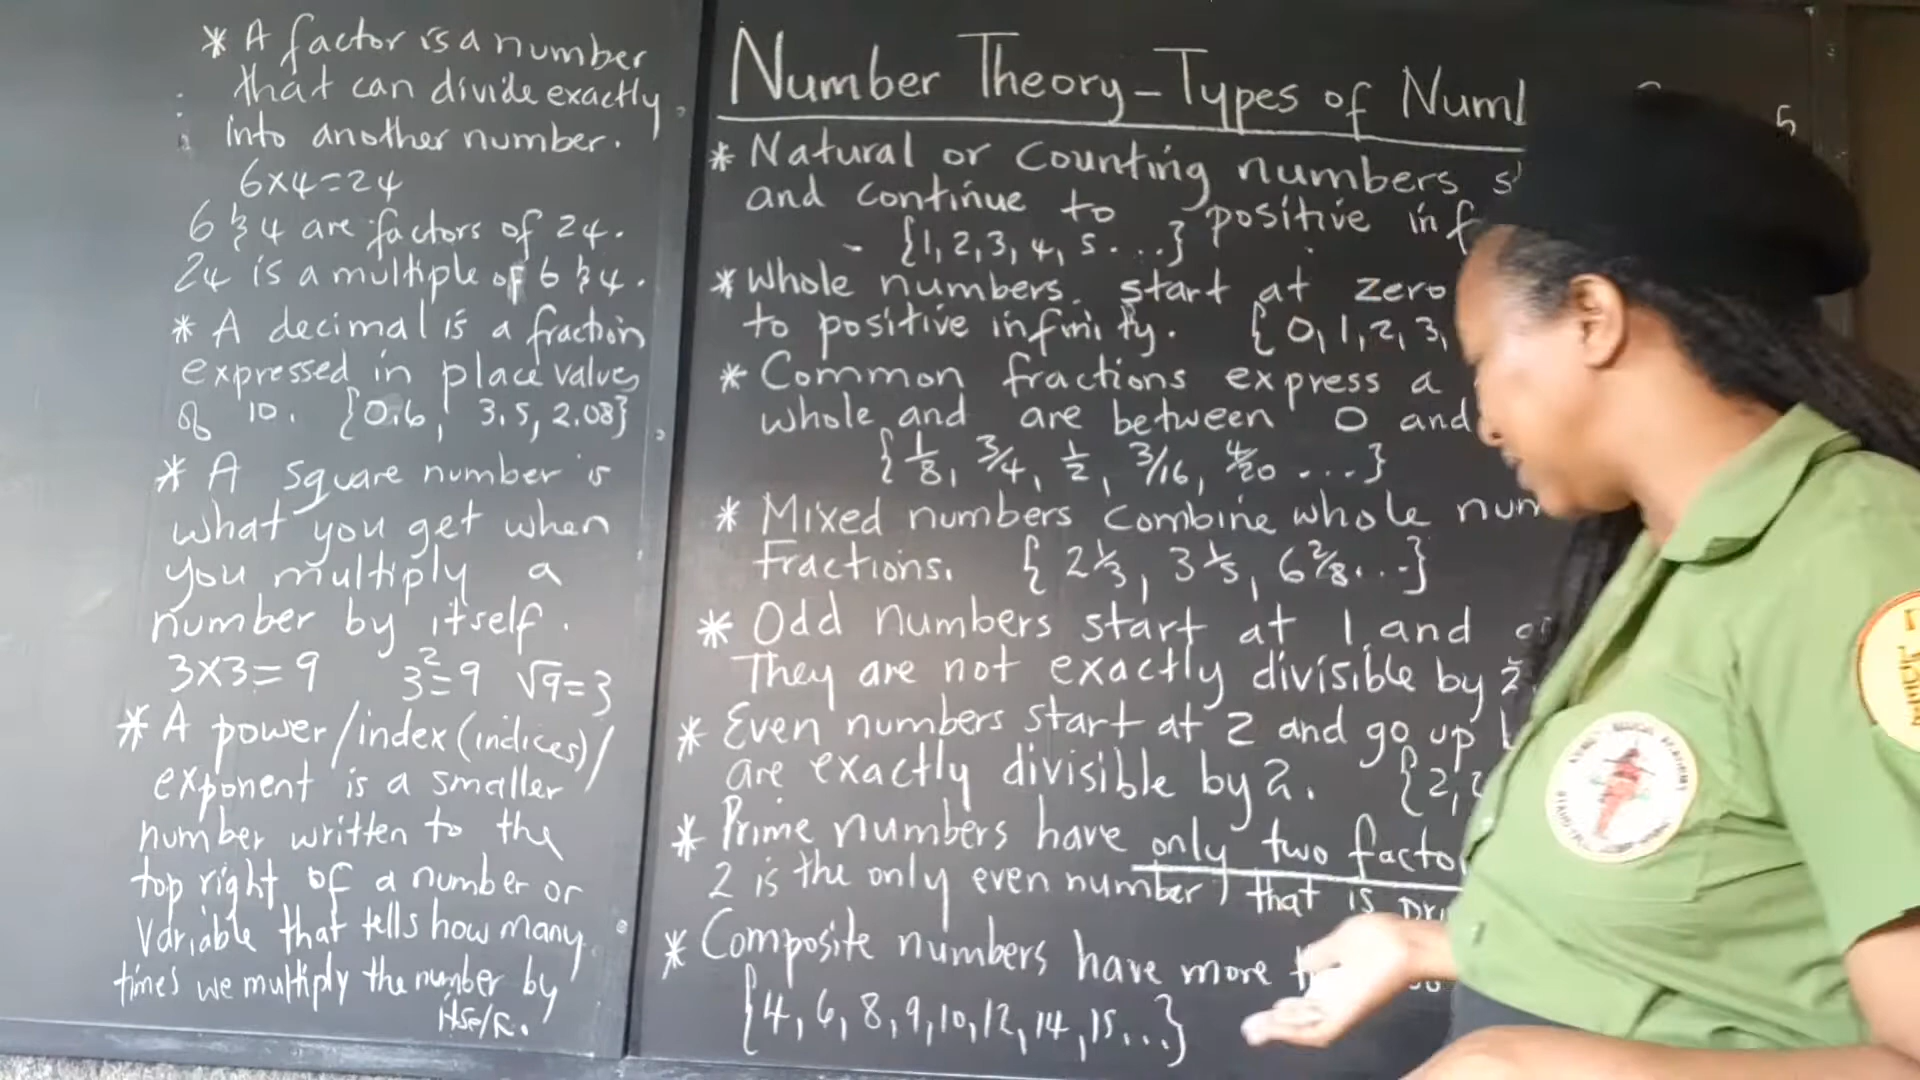 * A factor is a number
that can divide exactly
into another number.
6x4=24
6 & 4 are factors of 24.
24 is a multiple of 6 & 4.
* A decimal is a fraction
expressed in place values
of 10. {0.6, 3.5, 2.08}
* A square number is
what you get when
you multiply a
number by itself.
3x3=9 3²=9 √9=3
* A power/index (indices)/
exponent is a smaller
number written to the
top right of a number or
variable that tells how many
times we multiply the number by
itself.
Number Theory - Types of
5
* Natural or Counting numbers
and continue to positive
- {1, 2, 3, 4, 5....}
* Whole numbers. start at zero
to positive infinity. {0, 1, 2, 3,
* Common fractions express a
whole and are between 0 and
{1/8, 3/4, 1/2, 3/16, 4/20 ....}
* Mixed numbers combine whole
fractions. {2 1/3, 3 1/5, 6 2/8...}
* Odd numbers start at 1 and
They are not exactly divisible by 2.
* Even numbers start at 2 and go up
are exactly divisible by 2. {2,
* Prime numbers have only two
2 is the only even number that is
* Composite numbers have more
{4, 6, 8, 9, 10, 12, 14, 15...}